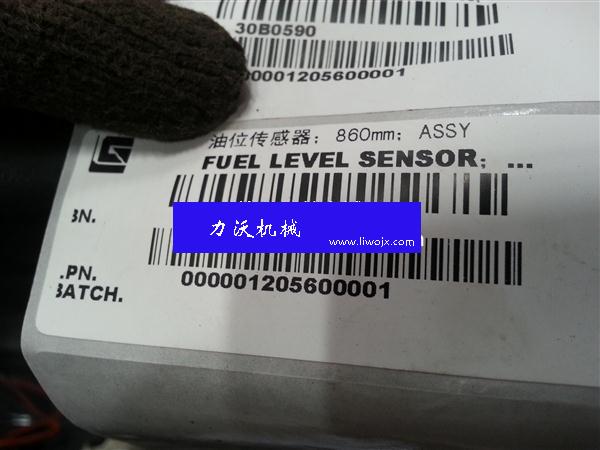 30B0590
00001205600001
油位传感器；860mm；ASSY
FUEL LEVEL SENSOR; ...
BN.
力沃机械
www.liwojx.com
.PN.
BATCH.
000001205600001